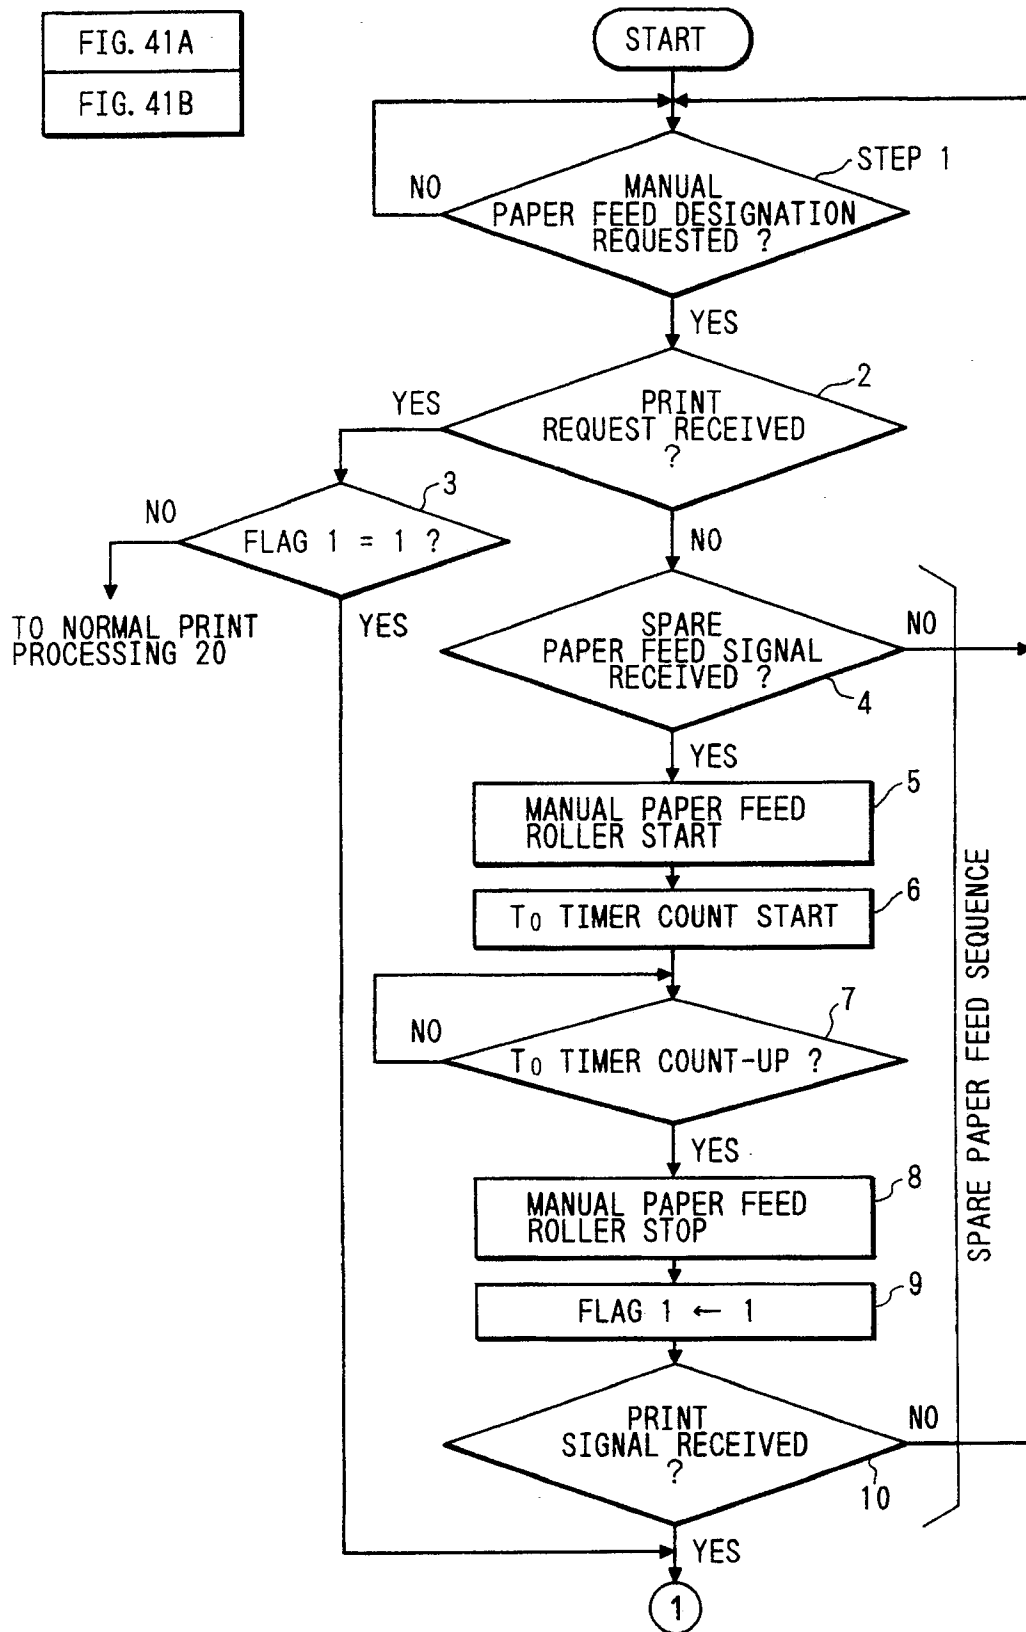 FIG. 41A
FIG. 41B
START
STEP 1
NO
MANUAL
PAPER FEED DESIGNATION
REQUESTED ?
YES
2
YES
PRINT
REQUEST RECEIVED
?
3
NO
FLAG 1 = 1 ?
NO
TO NORMAL PRINT
PROCESSING 20
YES
SPARE
PAPER FEED SIGNAL
RECEIVED ?
NO
4
YES
5
MANUAL PAPER FEED
ROLLER START
6
T0 TIMER COUNT START
7
NO
T0 TIMER COUNT-UP ?
YES
8
MANUAL PAPER FEED
ROLLER STOP
9
FLAG 1 ← 1
PRINT
SIGNAL RECEIVED
?
NO
10
YES
1
SPARE PAPER FEED SEQUENCE